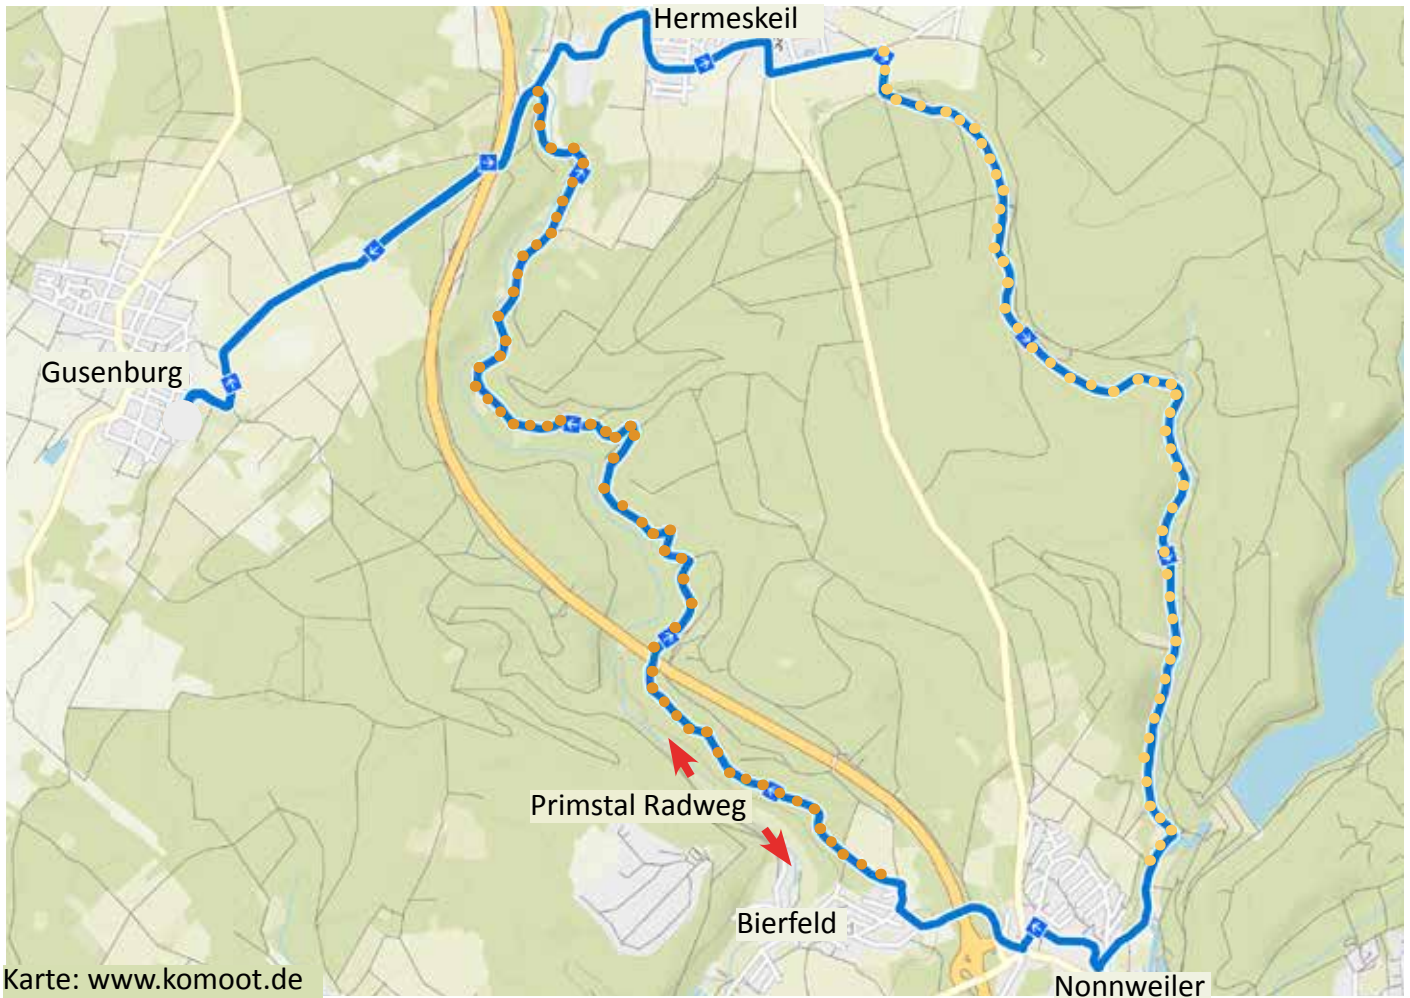 Hermeskeil
Gusenburg
Primstal Radweg
Bierfeld
Nonnweiler
Karte: www.komoot.de